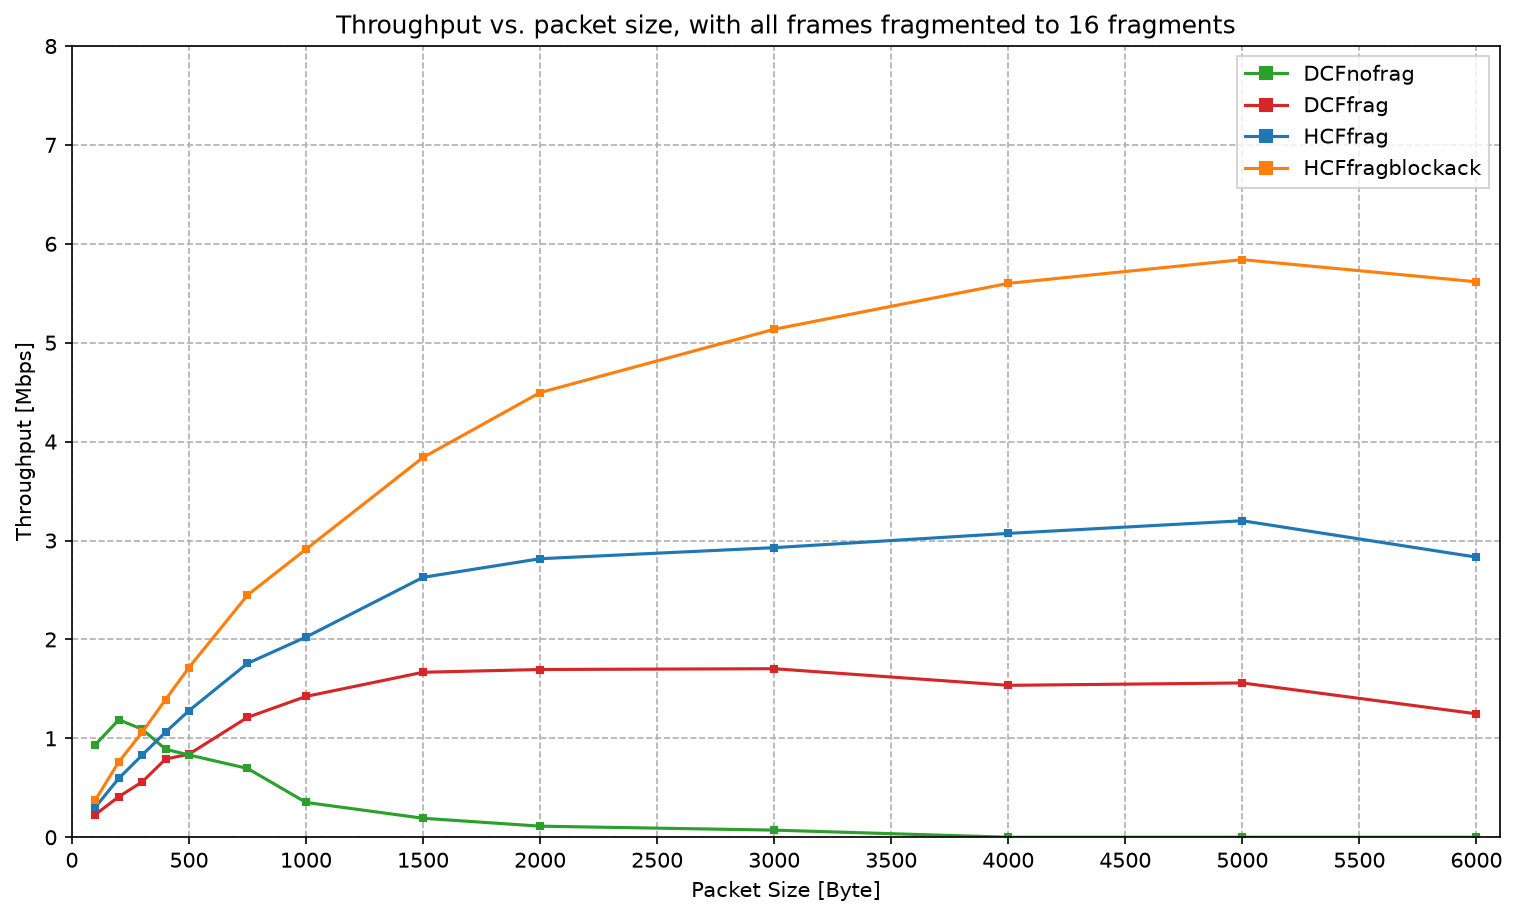 Throughput vs. packet size, with all frames fragmented to 16 fragments
DCFnofrag
DCFfrag
HCFfrag
HCFfragblockack
Throughput [Mbps]
8
7
6
5
4
3
2
1
0
0 500 1000 1500 2000 2500 3000 3500 4000 4500 5000 5500 6000
Packet Size [Byte]